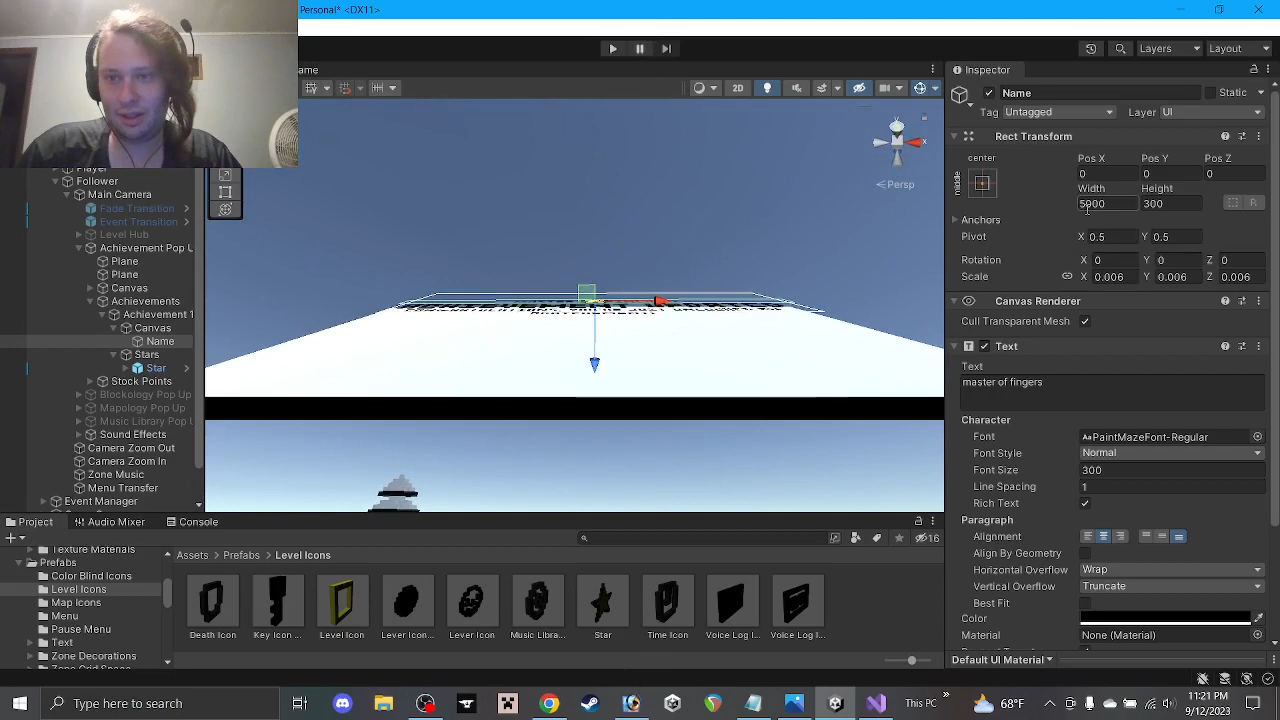 Personal* <DX11>
Layers
Layout
ame
2D
Persp
Y
x
Player
Follower
Main Camera
Fade Transition
Event Transition
Level Hub
Achievement Pop U
Plane
Plane
Canvas
Achievements
Achievement 1
Canvas
Name
Stars
Star
Stock Points
Blockology Pop Up
Mapology Pop Up
Music Library Pop U
Sound Effects
Camera Zoom Out
Camera Zoom In
Zone Music
Menu Transfer
Event Manager
Inspector
Name
Static
Tag Untagged
Layer UI
Rect Transform
center
middle
Pos X Pos Y Pos Z
0 0 0
Width Height
5900 300
R
Anchors
Pivot X 0.5 Y 0.5
Rotation X 0 Y 0 Z 0
Scale X 0.006 Y 0.006 Z 0.006
Canvas Renderer
Cull Transparent Mesh
Text
Text
master of fingers
Character
Font Aa PaintMazeFont-Regular
Font Style Normal
Font Size 300
Line Spacing 1
Rich Text
Paragraph
Alignment
Align By Geometry
Horizontal Overflow Wrap
Vertical Overflow Truncate
Best Fit
Color
Material None (Material)
Default UI Material
Project Audio Mixer Console
16
Texture Materials
Prefabs
Color Blind Icons
Level Icons
Map Icons
Menu
Pause Menu
Text
Zone Decorations
Assets > Prefabs > Level Icons
Death Icon
Key Icon ...
Level Icon
Lever Icon...
Lever Icon
Music Libra...
Star
Time Icon
Voice Log I...
Voice Log I...
Type here to search
This PC
68°F
11:21 PM
9/12/2023